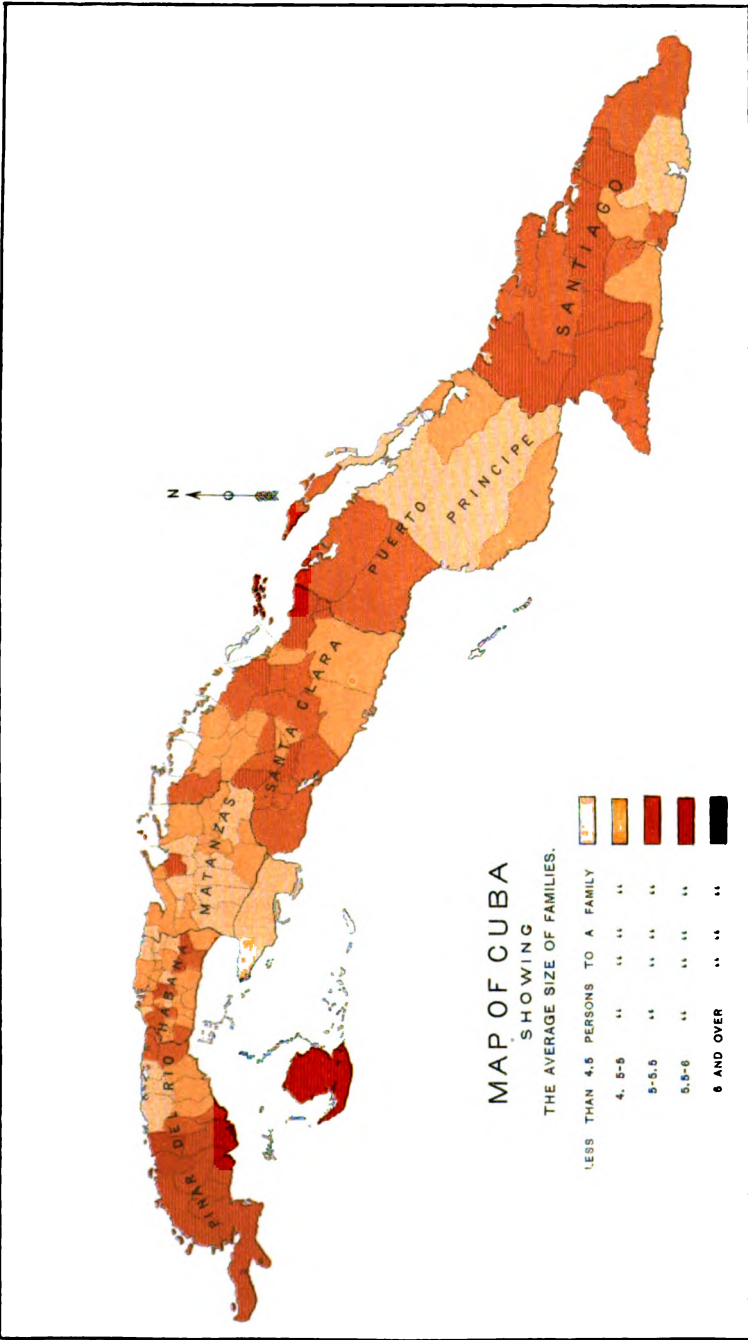 MAP OF CUBA
SHOWING
THE AVERAGE SIZE OF FAMILIES.
LESS THAN 4.5 PERSONS TO A FAMILY
4.5-5 " " " "
5-5.5 " " " "
5.5-6 " " " "
6 AND OVER " " "
N
PINAR DEL RIO
HABANA
MATANZAS
SANTA CLARA
PUERTO PRINCIPE
SANTIAGO